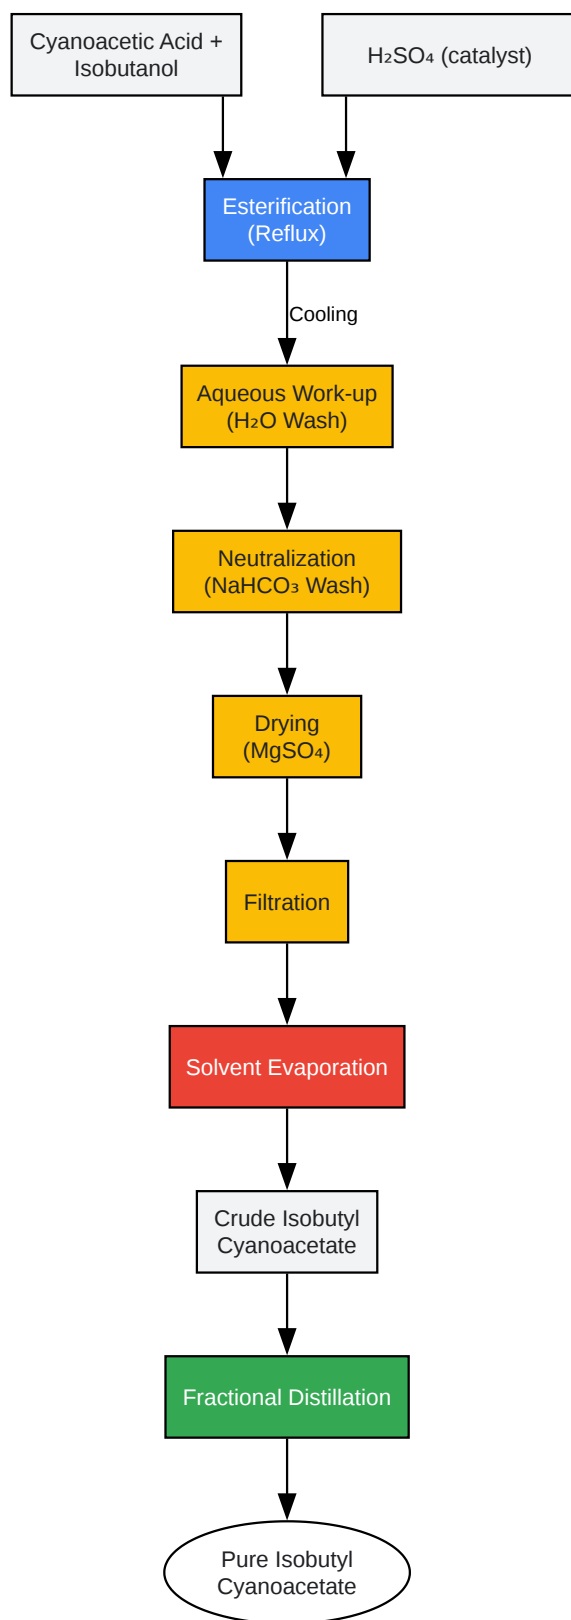 Cyanoacetic Acid +
Isobutanol
H₂SO₄ (catalyst)
Esterification
(Reflux)
Cooling
Aqueous Work-up
(H₂O Wash)
Neutralization
(NaHCO₃ Wash)
Drying
(MgSO₄)
Filtration
Solvent Evaporation
Crude Isobutyl
Cyanoacetate
Fractional Distillation
Pure Isobutyl
Cyanoacetate